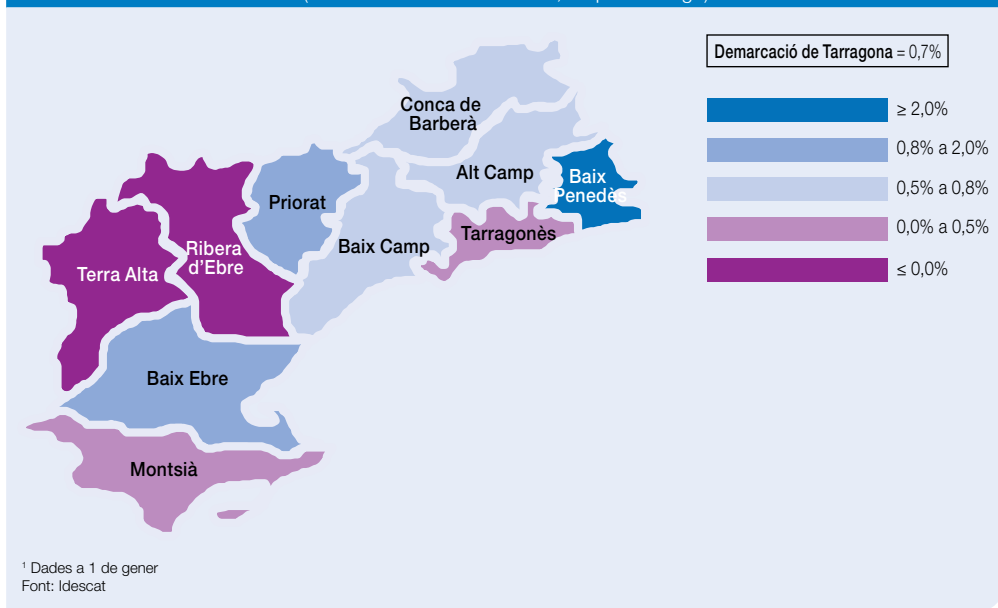 Demarcació de Tarragona = 0,7%
≥ 2,0%
0,8% a 2,0%
0,5% a 0,8%
0,0% a 0,5%
≤ 0,0%
Conca de
Barberà
Alt Camp
Baix
Penedès
Priorat
Tarragonès
Baix Camp
Ribera
d'Ebre
Terra Alta
Baix Ebre
Montsià
¹ Dades a 1 de gener
Font: Idescat